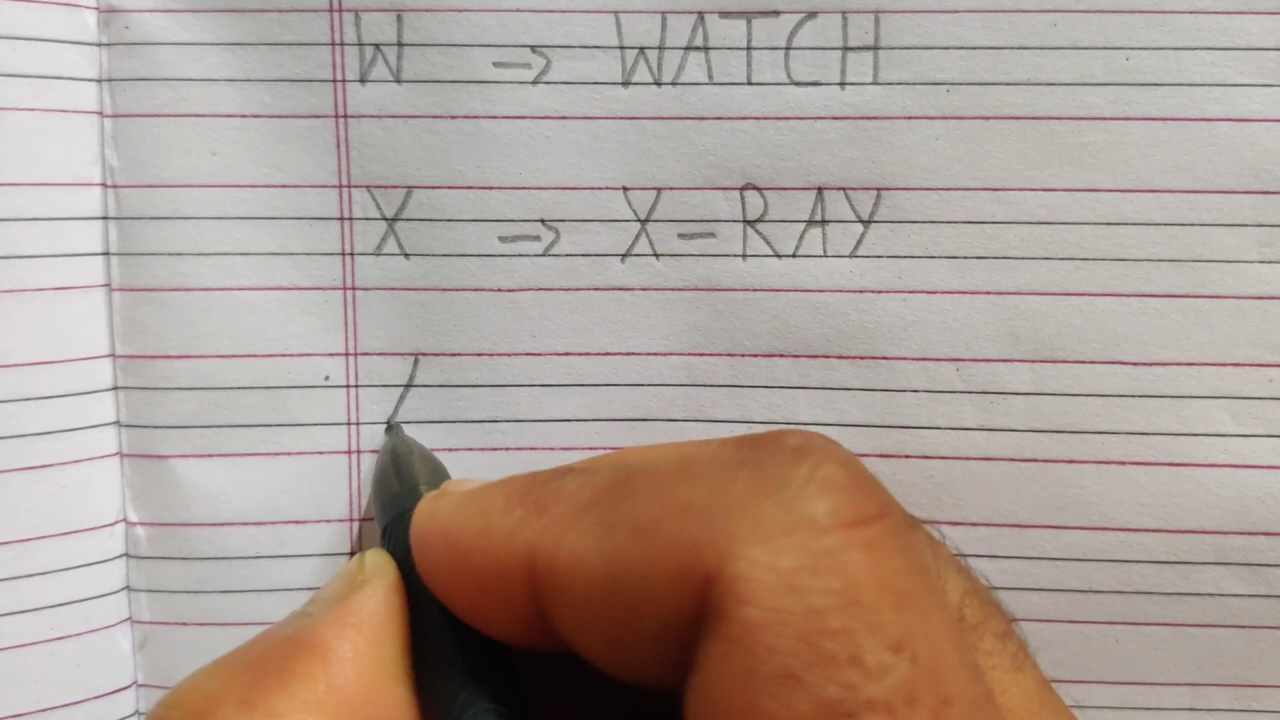 W → WATCH
X → X-RAY